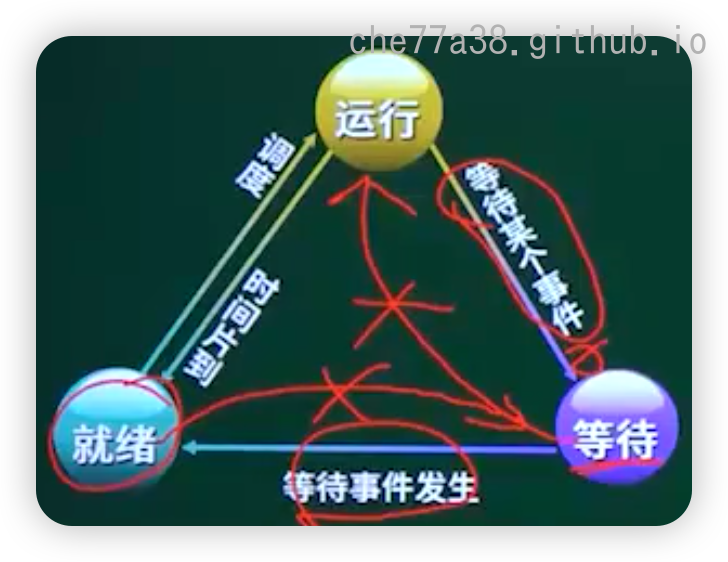 che77a38.github.io
运行
调度
等待某个事件
时间片到
就绪
等待
等待事件发生